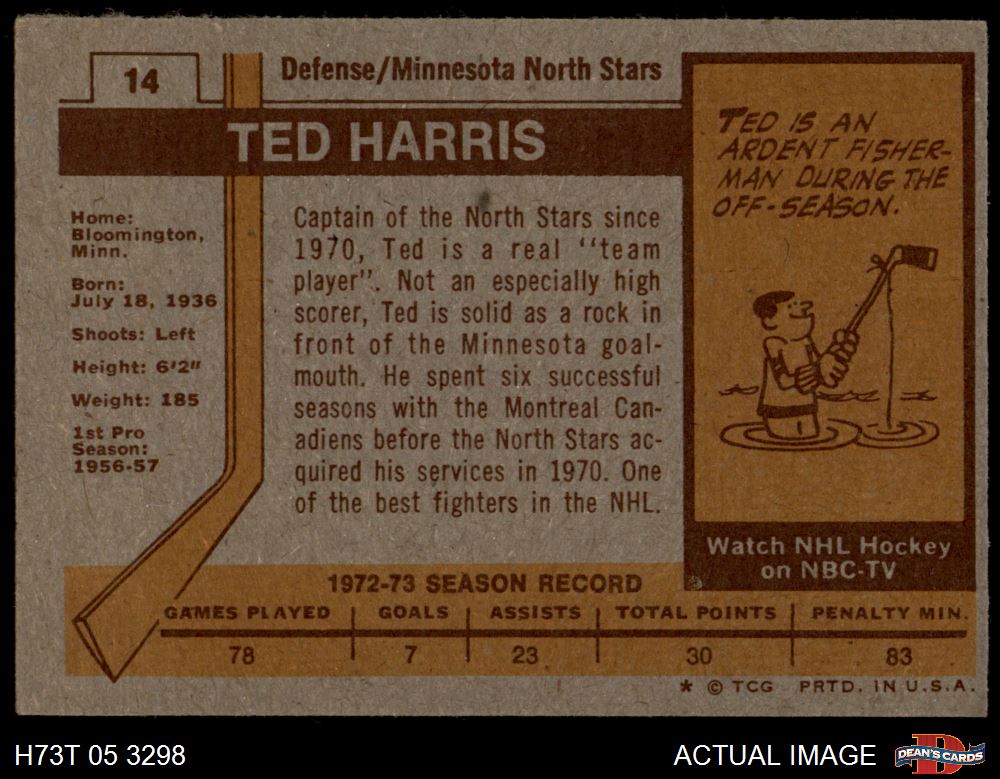 14
Defense/Minnesota North Stars
TED HARRIS
Home:
Bloomington,
Minn.
Born:
July 18, 1936
Shoots: Left
Height: 6'2"
Weight: 185
1st Pro
Season:
1956-57
Captain of the North Stars since
1970, Ted is a real "team
player". Not an especially high
scorer, Ted is solid as a rock in
front of the Minnesota goal-
mouth. He spent six successful
seasons with the Montreal Can-
adiens before the North Stars ac-
quired his services in 1970. One
of the best fighters in the NHL.
TED IS AN
ARDENT FISHER-
MAN DURING THE
OFF-SEASON.
Watch NHL Hockey
on NBC-TV
1972-73 SEASON RECORD
GAMES PLAYED GOALS ASSISTS TOTAL POINTS PENALTY MIN.
78 7 23 30 83
* © TCG PRTD. IN U.S.A.
H73T 05 3298
ACTUAL IMAGE
DEAN'S CARDS